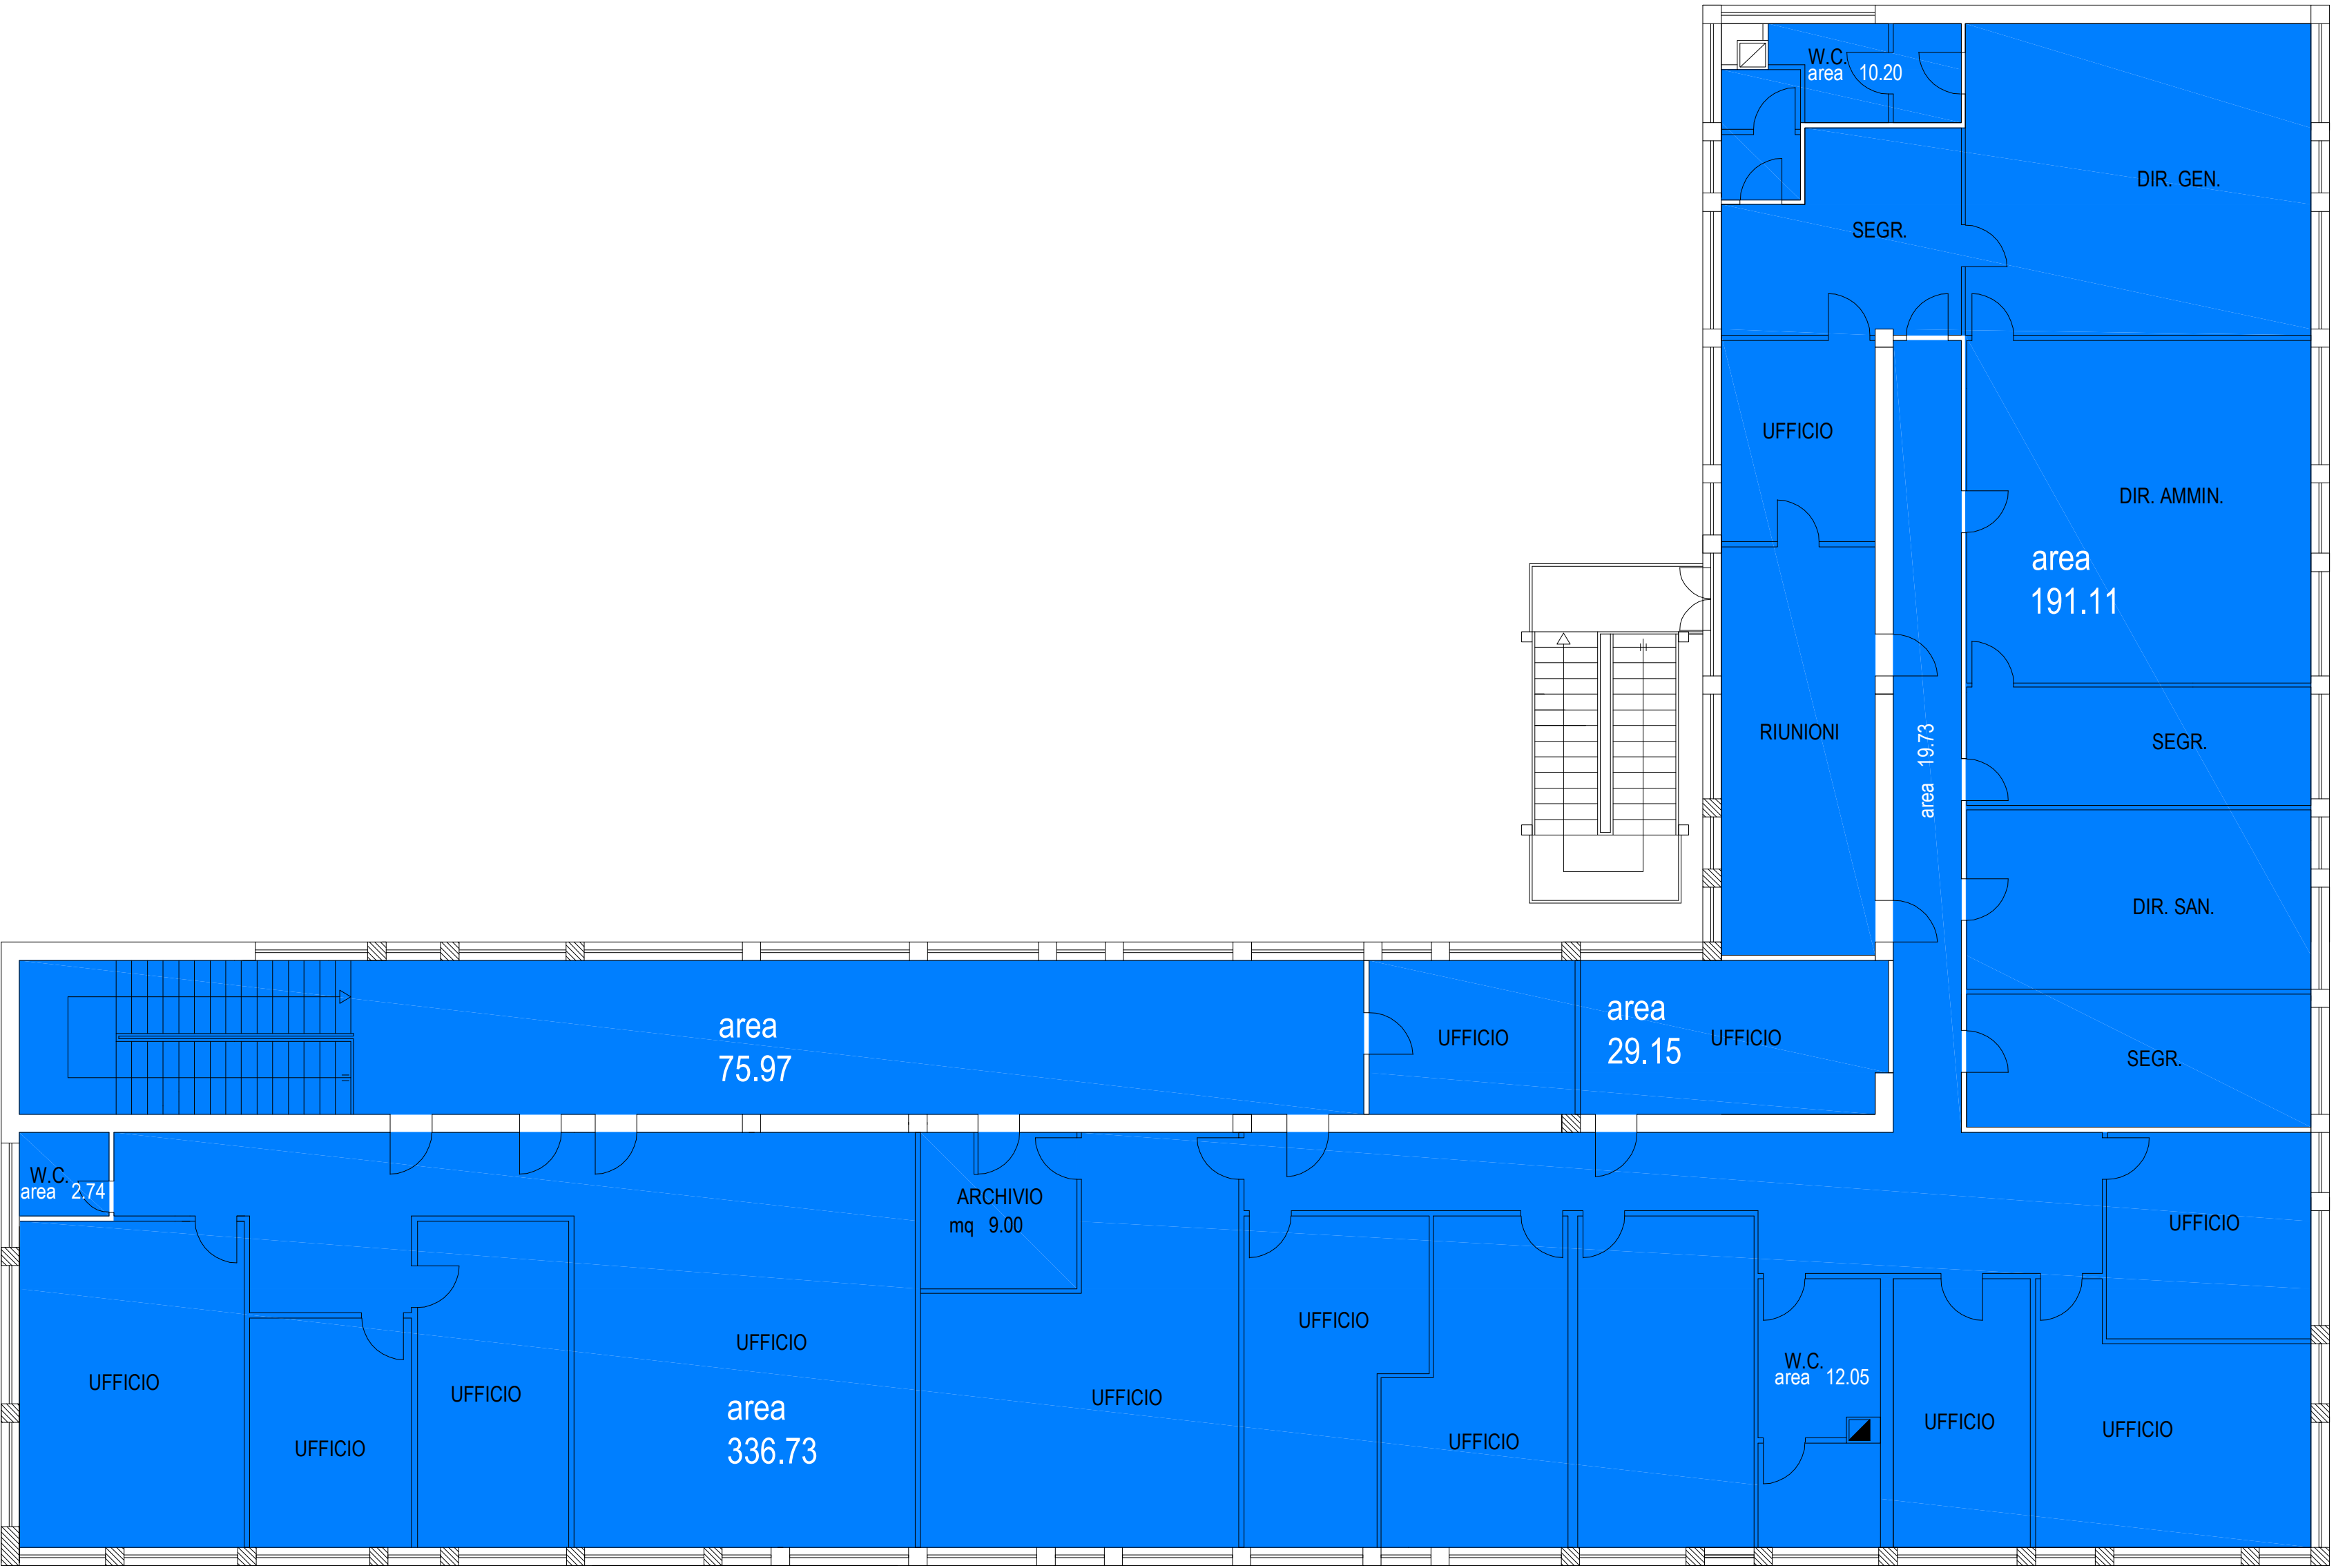 W.C.
area 10.20
DIR. GEN.
SEGR.
UFFICIO
DIR. AMMIN.
area
191.11
RIUNIONI
SEGR.
area 19.73
DIR. SAN.
area
75.97
UFFICIO
area
29.15
UFFICIO
SEGR.
W.C.
area 2.74
ARCHIVIO
mq 9.00
UFFICIO
UFFICIO
UFFICIO
W.C.
area 12.05
UFFICIO
UFFICIO
UFFICIO
area
336.73
UFFICIO
UFFICIO
UFFICIO
UFFICIO
UFFICIO